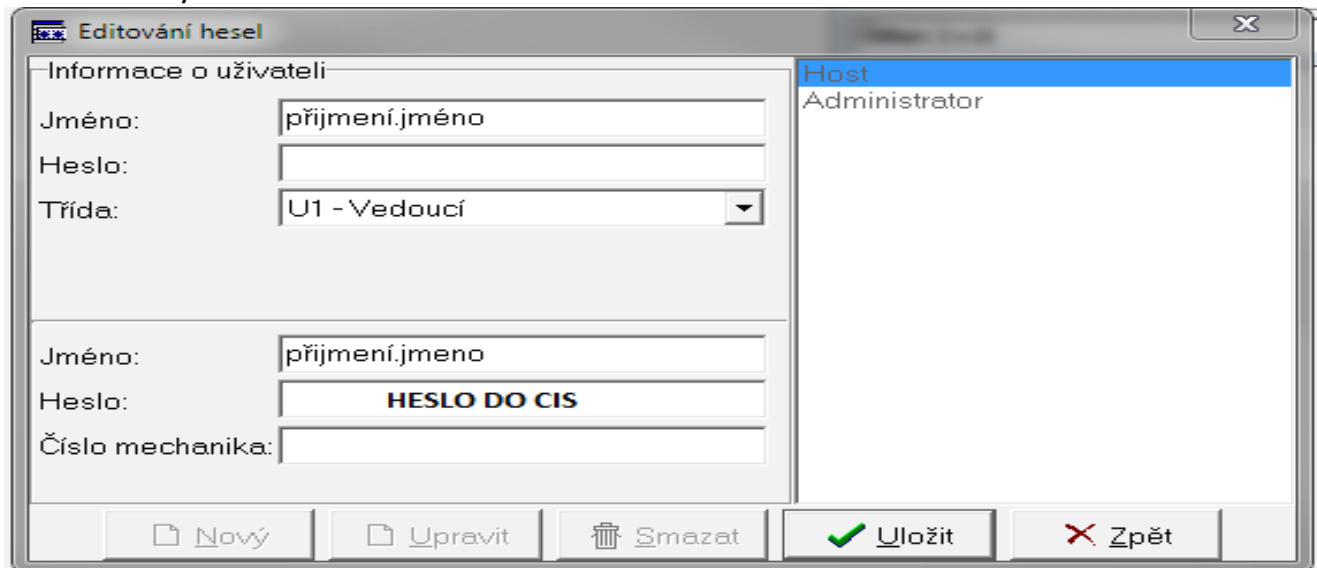 Editování hesel
Informace o uživateli
Jméno: přijmení.jméno
Heslo:
Třída: U1 - Vedoucí
Jméno: přijmení.jmeno
Heslo: HESLO DO CIS
Číslo mechanika:
Host
Administrator
Nový Upravit Smazat Uložit Zpět